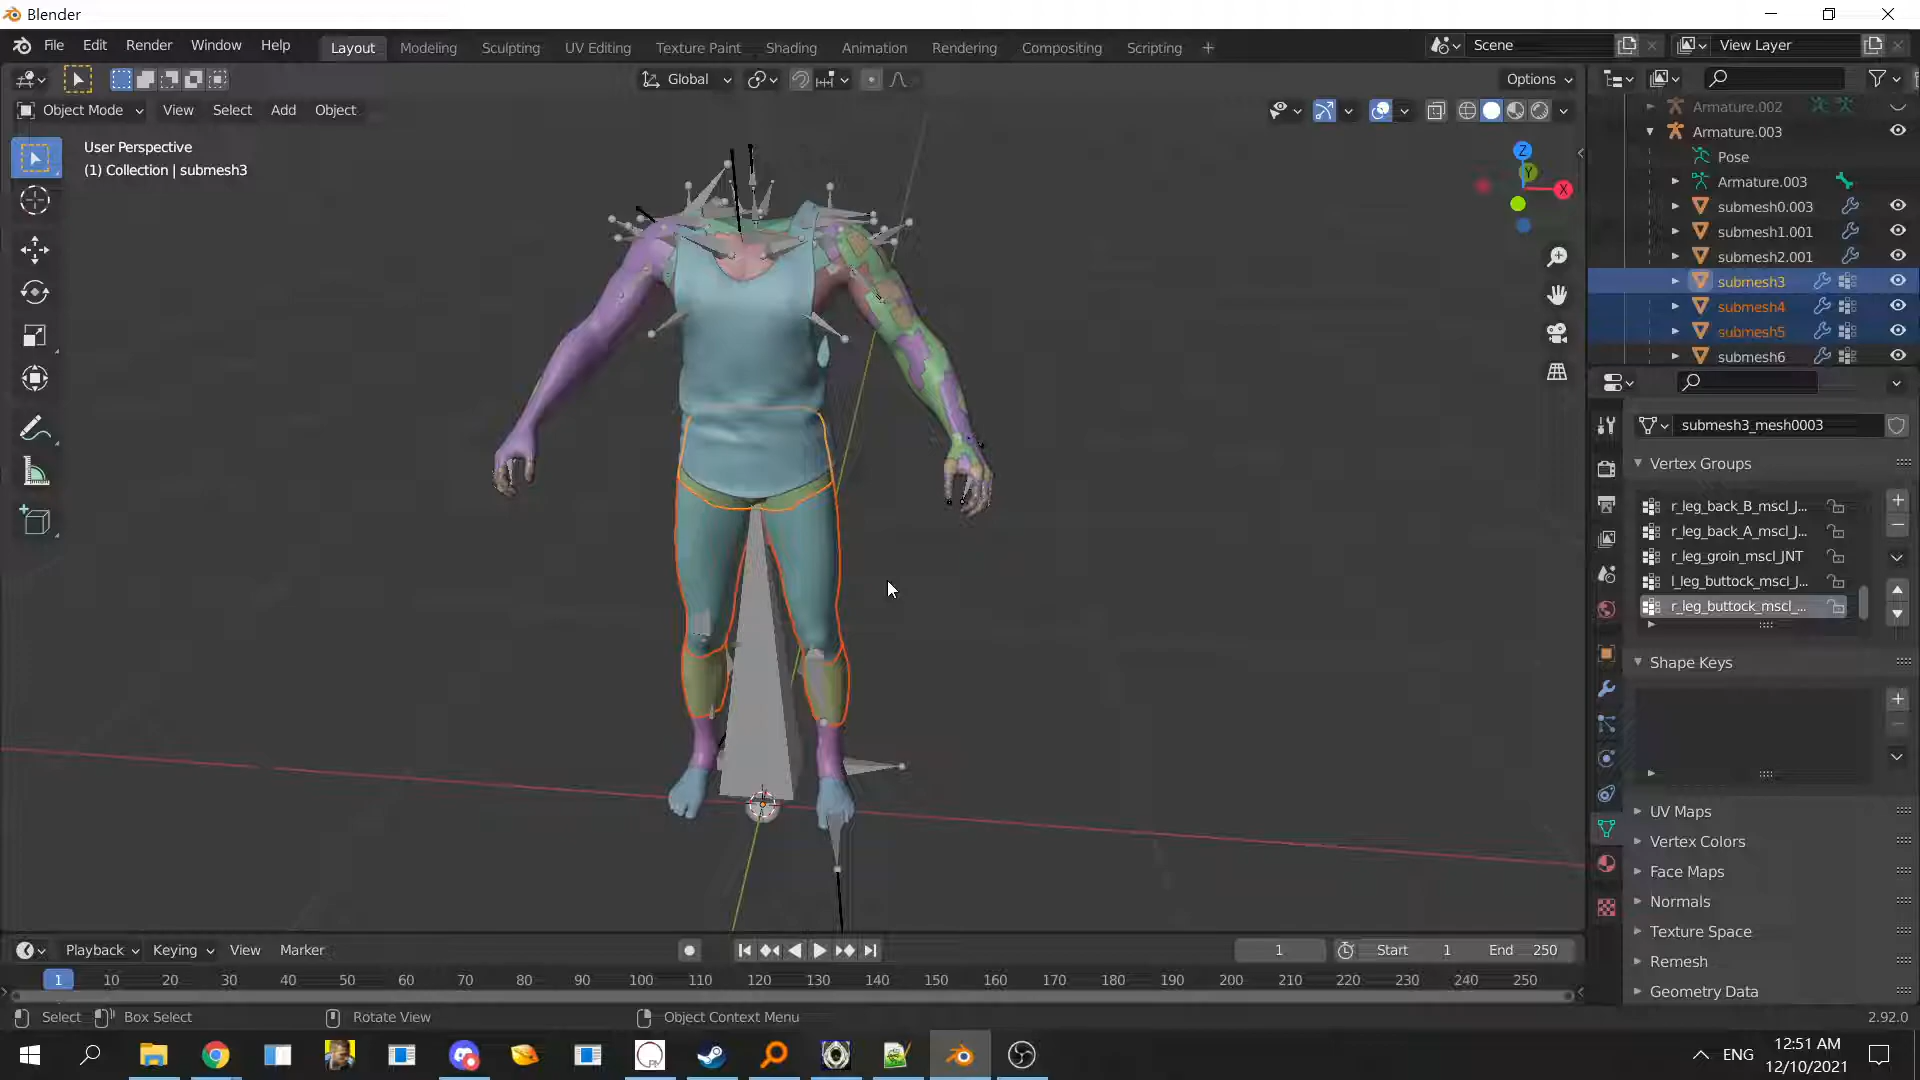 Blender
File Edit Render Window Help Layout Modeling Sculpting UV Editing Texture Paint Shading Animation Rendering Compositing Scripting + Scene View Layer
Global Options
Object Mode View Select Add Object
User Perspective
(1) Collection | submesh3
Z
Y
X
Armature.002
Armature.003
Pose
Armature.003
submesh0.003
submesh1.001
submesh2.001
submesh3
submesh4
submesh5
submesh6
submesh3_mesh0003
Vertex Groups
r_leg_back_B_mscl_J...
r_leg_back_A_mscl_J...
r_leg_groin_mscl_JNT
l_leg_buttock_mscl_J...
r_leg_buttock_mscl_...
Shape Keys
UV Maps
Vertex Colors
Face Maps
Normals
Texture Space
Remesh
Geometry Data
Playback Keying View Marker 1 Start 1 End 250
1 10 20 30 40 50 60 70 80 90 100 110 120 130 140 150 160 170 180 190 200 210 220 230 240 250
Select Box Select Rotate View Object Context Menu 2.92.0
ENG 12:51 AM
12/10/2021